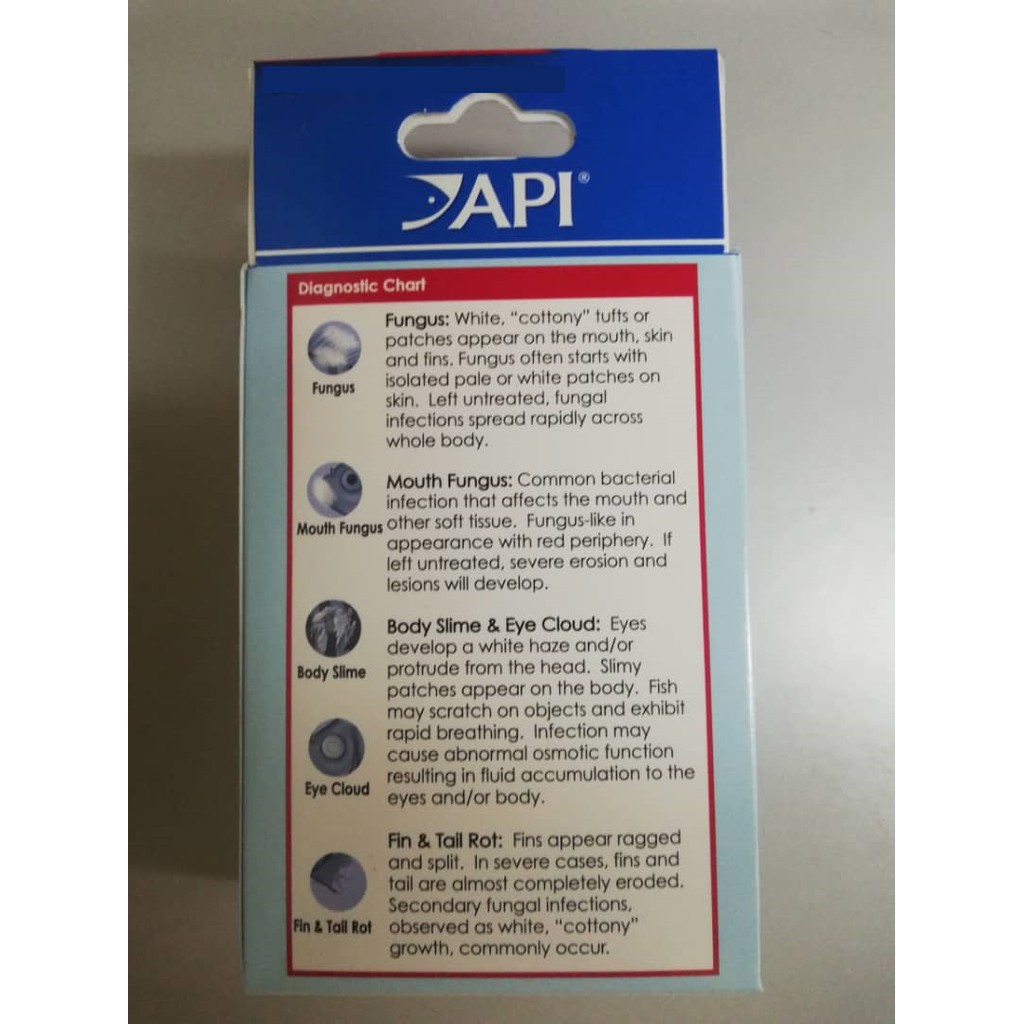 API®
Diagnostic Chart
Fungus
Fungus: White, “cottony” tufts or
patches appear on the mouth, skin
and fins. Fungus often starts with
isolated pale or white patches on
skin. Left untreated, fungal
infections spread rapidly across
whole body.
Mouth Fungus
Mouth Fungus: Common bacterial
infection that affects the mouth and
other soft tissue. Fungus-like in
appearance with red periphery. If
left untreated, severe erosion and
lesions will develop.
Body Slime
Eye Cloud
Body Slime & Eye Cloud: Eyes
develop a white haze and/or
protrude from the head. Slimy
patches appear on the body. Fish
may scratch on objects and exhibit
rapid breathing. Infection may
cause abnormal osmotic function
resulting in fluid accumulation to the
eyes and/or body.
Fin & Tail Rot
Fin & Tail Rot: Fins appear ragged
and split. In severe cases, fins and
tail are almost completely eroded.
Secondary fungal infections,
observed as white, “cottony”
growth, commonly occur.